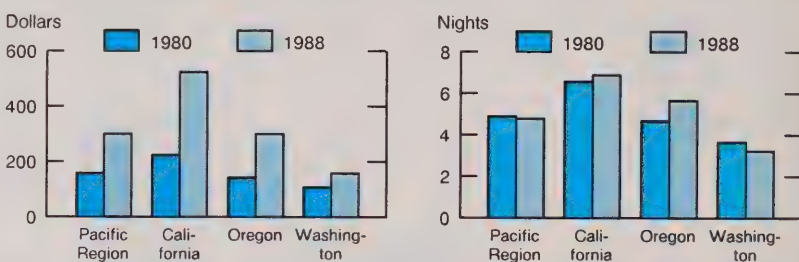 Dollars
600
400
200
0
1980
1988
Pacific
Region
Cali-
fornia
Oregon
Washing-
ton
Nights
8
6
4
2
0
1980
1988
Pacific
Region
Cali-
fornia
Oregon
Washing-
ton